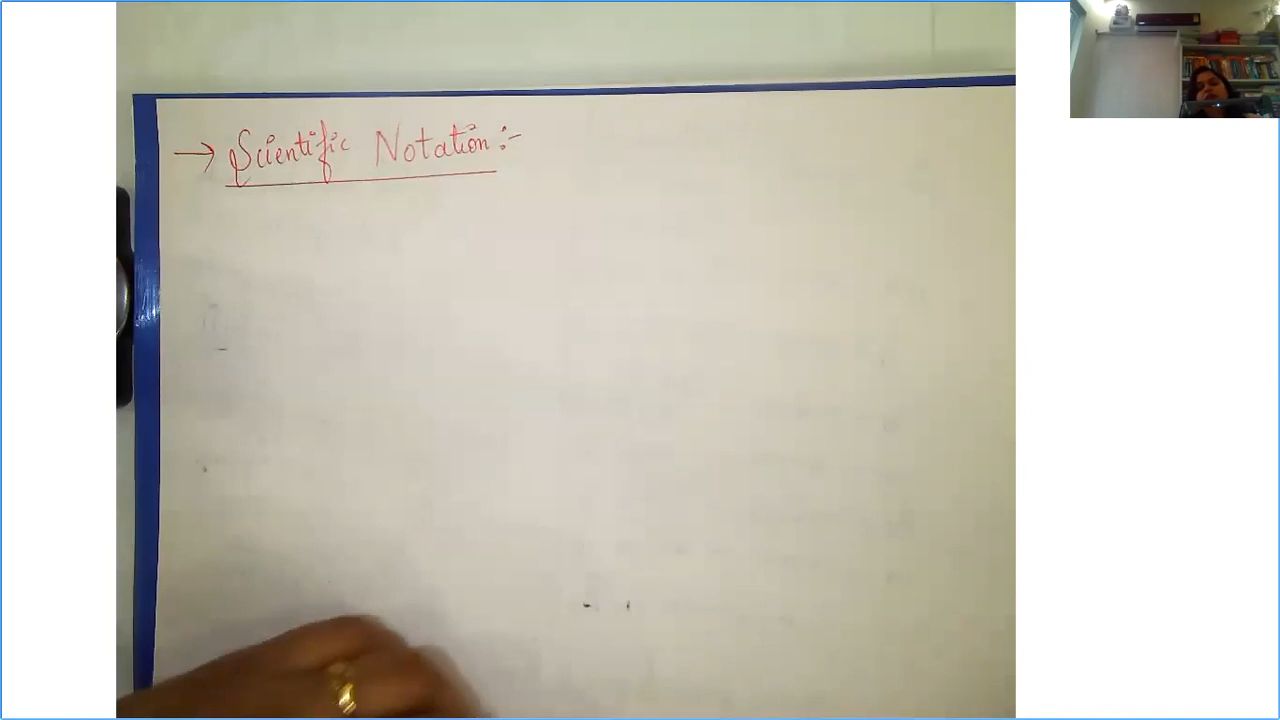 → Scientific Notation :-